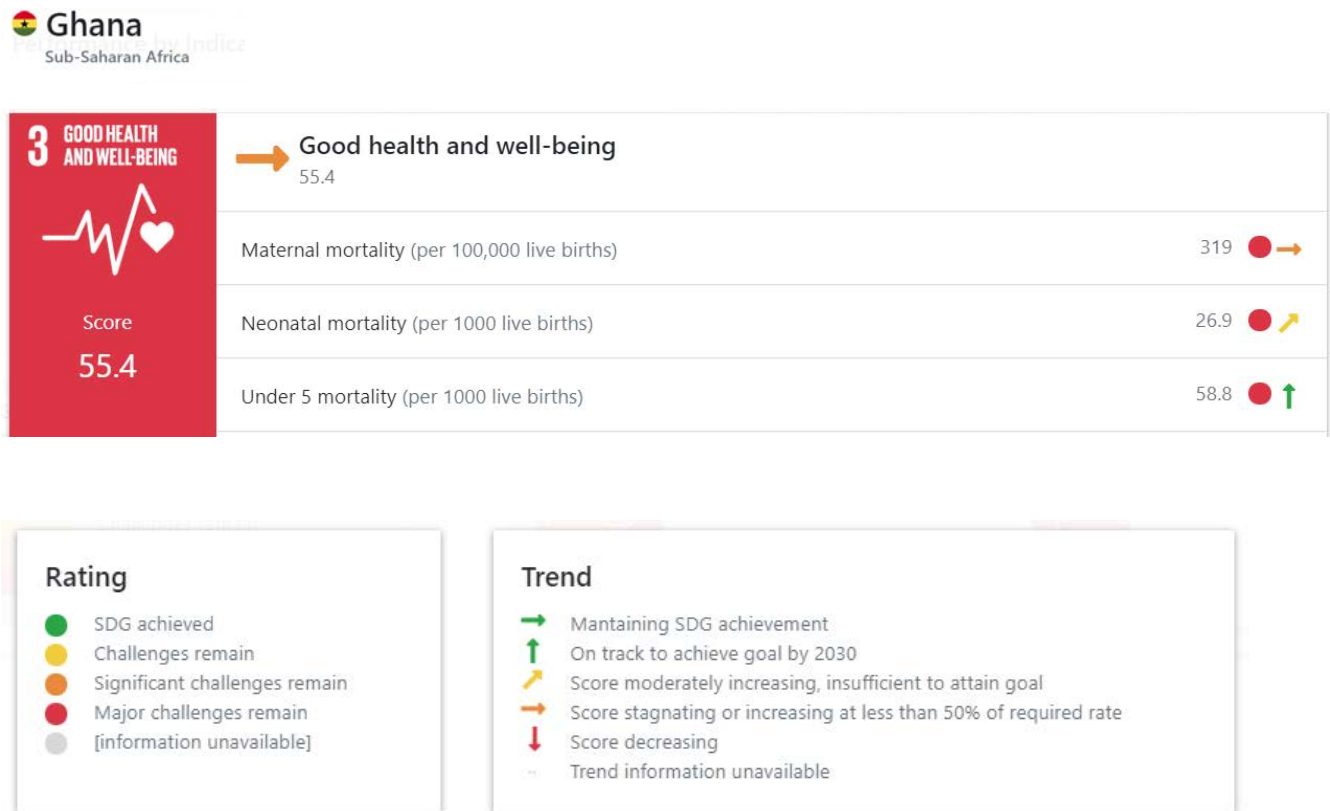 Ghana
Performance by Indica
Sub-Saharan Africa
3 GOOD HEALTH
AND WELL-BEING
Score
55.4
Good health and well-being
55.4
Maternal mortality (per 100,000 live births) 319
Neonatal mortality (per 1000 live births) 26.9
Under 5 mortality (per 1000 live births) 58.8
Rating
SDG achieved
Challenges remain
Significant challenges remain
Major challenges remain
[information unavailable]
Trend
Mantaining SDG achievement
On track to achieve goal by 2030
Score moderately increasing, insufficient to attain goal
Score stagnating or increasing at less than 50% of required rate
Score decreasing
Trend information unavailable